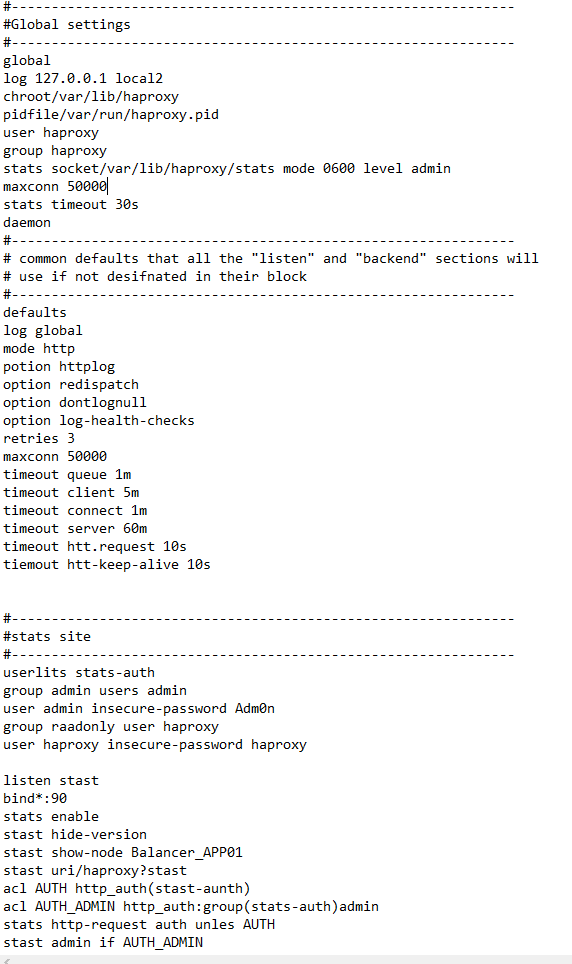 #---------------------------------------------------------------
#Global settings
#---------------------------------------------------------------
global
log 127.0.0.1 local2
chroot/var/lib/haproxy
pidfile/var/run/haproxy.pid
user haproxy
group haproxy
stats socket/var/lib/haproxy/stats mode 0600 level admin
maxconn 50000
stats timeout 30s
daemon
#---------------------------------------------------------------
# common defaults that all the "listen" and "backend" sections will
# use if not desifnated in their block
#---------------------------------------------------------------
defaults
log global
mode http
potion httplog
option redispatch
option dontlognull
option log-health-checks
retries 3
maxconn 50000
timeout queue 1m
timeout client 5m
timeout connect 1m
timeout server 60m
timeout htt.request 10s
tiemout htt-keep-alive 10s
#---------------------------------------------------------------
#stats site
#---------------------------------------------------------------
userlits stats-auth
group admin users admin
user admin insecure-password Adm0n
group raadonly user haproxy
user haproxy insecure-password haproxy
listen stast
bind*:90
stats enable
stast hide-version
stast show-node Balancer_APP01
stast uri/haproxy?stast
acl AUTH http_auth(stast-aunth)
acl AUTH_ADMIN http_auth:group(stats-auth)admin
stats http-request auth unles AUTH
stast admin if AUTH_ADMIN